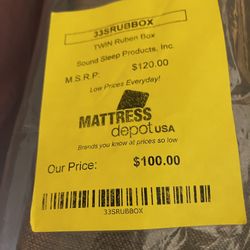 33SRUBBOX
TWIN Ruben Box
Sound Sleep Products, Inc.
M.S.R.P: $120.00
Low Prices Everyday!
MATTRESS
depot USA
Brands you know at prices so low
Our Price: $100.00
33SRUBBOX